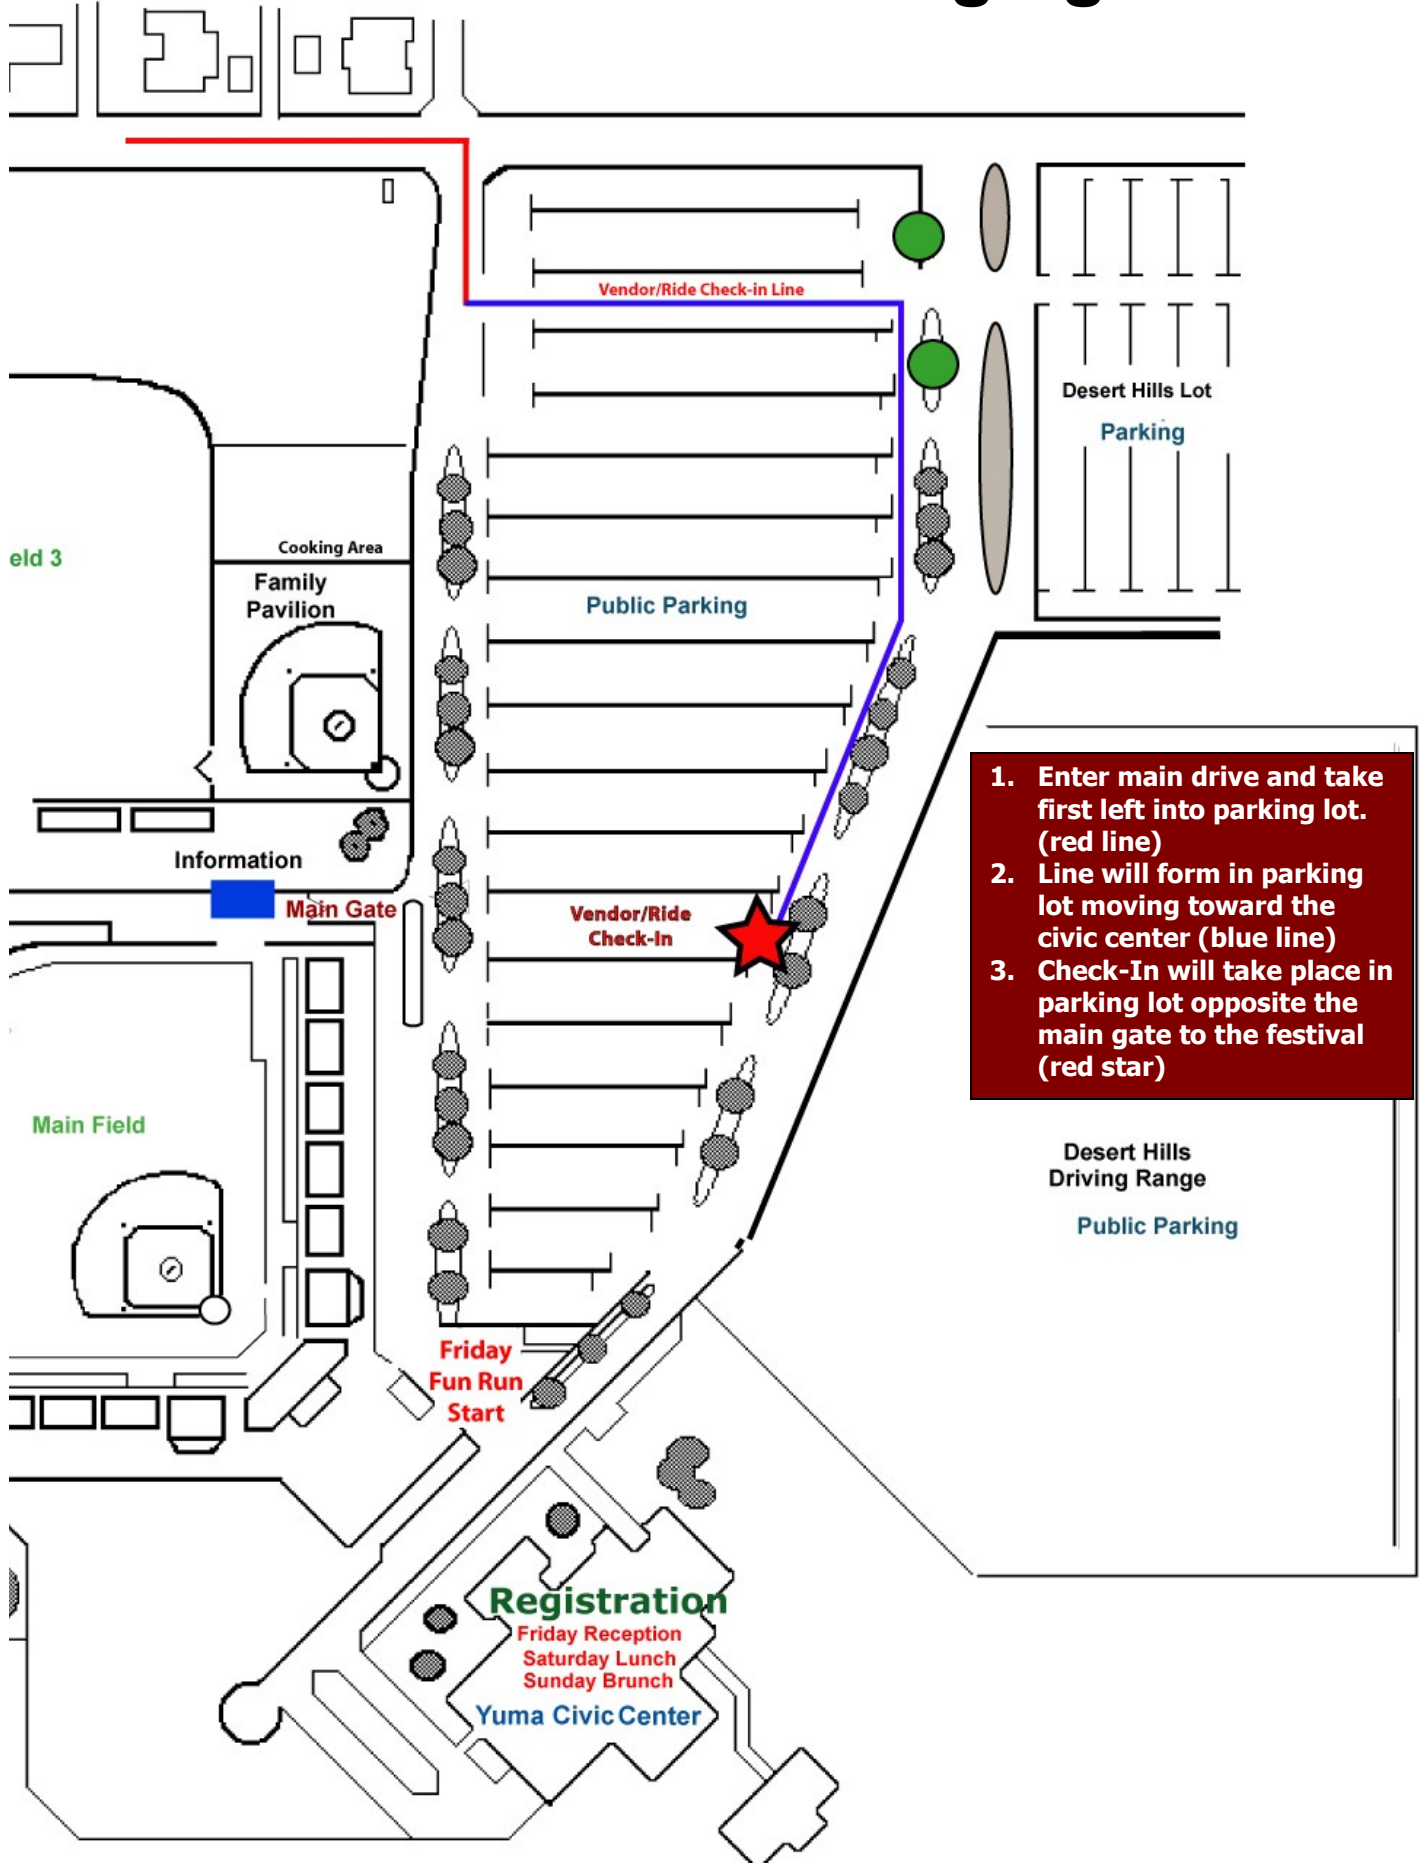 Vendor/Ride Check-in Line
Desert Hills Lot
Parking
Cooking Area
eld 3
Family
Pavilion
Public Parking
1. Enter main drive and take
first left into parking lot.
(red line)
2. Line will form in parking
lot moving toward the
civic center (blue line)
3. Check-In will take place in
parking lot opposite the
main gate to the festival
(red star)
Information
Main Gate
Vendor/Ride
Check-In
Main Field
Desert Hills
Driving Range
Public Parking
Friday
Fun Run
Start
Registration
Friday Reception
Saturday Lunch
Sunday Brunch
Yuma Civic Center